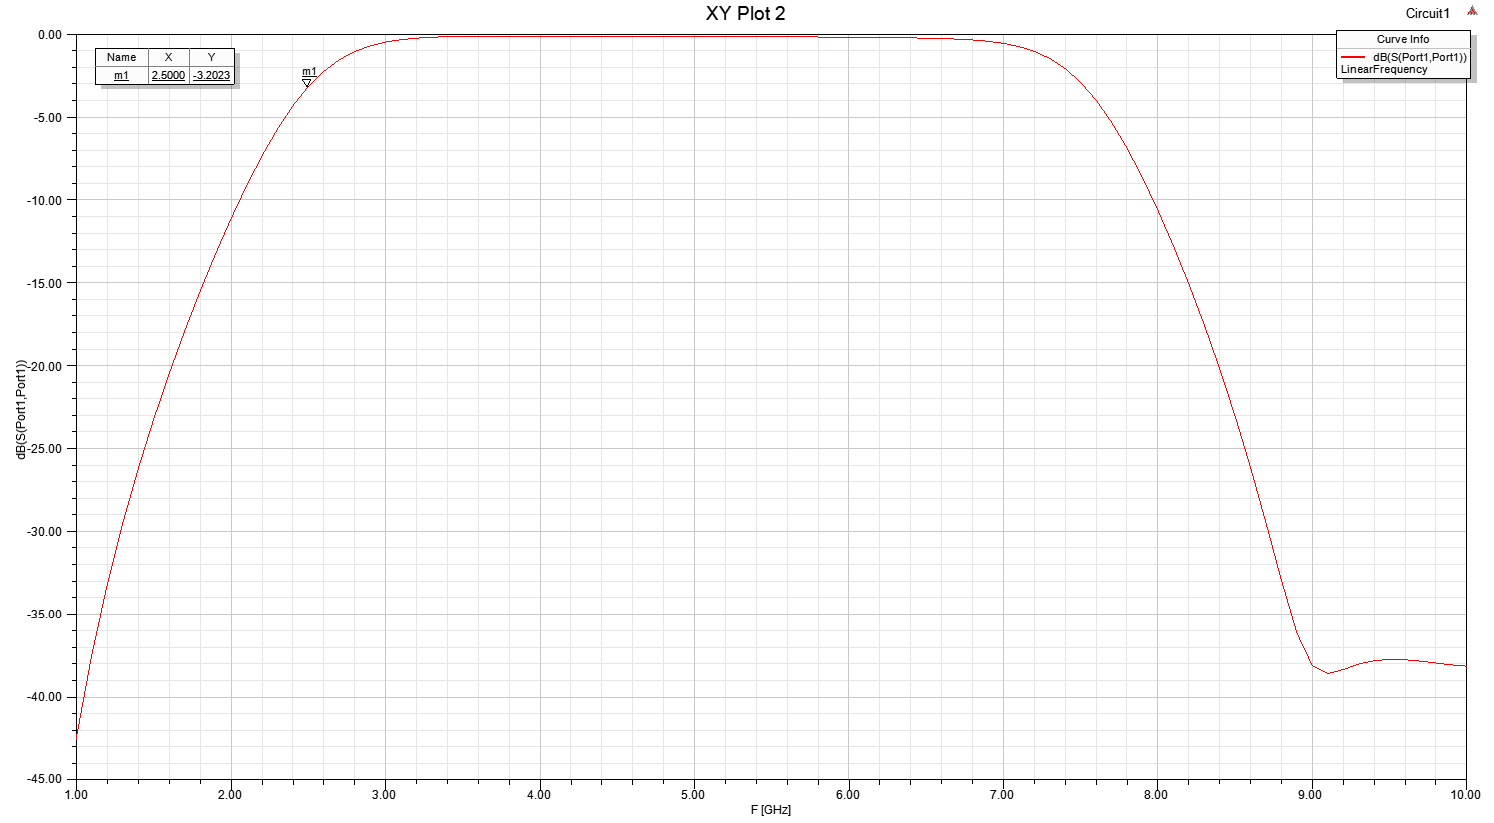 XY Plot 2
Circuit1
Curve Info
dB(S(Port1,Port1))
LinearFrequency
Name X Y
m1 2.5000 -3.2023
m1
0.00
-5.00
-10.00
-15.00
-20.00
-25.00
-30.00
-35.00
-40.00
-45.00
dB(S(Port1,Port1))
1.00 2.00 3.00 4.00 5.00 6.00 7.00 8.00 9.00 10.00
F [GHz]